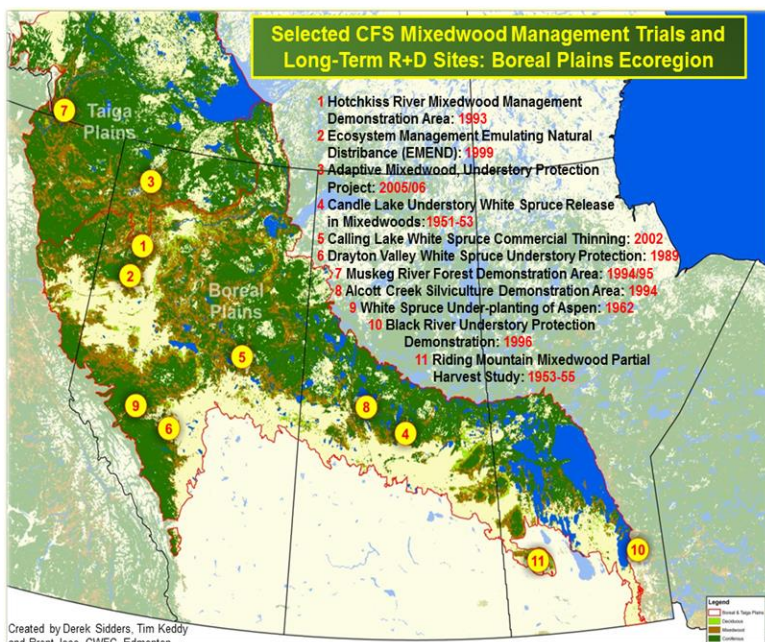 Selected CFS Mixedwood Management Trials and
Long-Term R+D Sites: Boreal Plains Ecoregion
1 Hotchkiss River Mixedwood Management
Demonstration Area: 1993
2 Ecosystem Management Emulating Natural
Distribance (EMEND): 1999
3 Adaptive Mixedwood, Understory Protection
Project: 2005/06
4 Candle Lake Understory White Spruce Release
in Mixedwoods: 1951-53
5 Calling Lake White Spruce Commercial Thinning: 2002
6 Drayton Valley White Spruce Understory Protection: 1989
7 Muskeg River Forest Demonstration Area: 1994/95
8 Alcott Creek Silviculture Demonstration Area: 1994
9 White Spruce Under-planting of Aspen: 1962
10 Black River Understory Protection
Demonstration: 1996
11 Riding Mountain Mixedwood Partial
Harvest Study: 1953-55
7
Taiga
Plains
3
1
2
Boreal
Plains
5
9
8
6
4
10
11
Created by Derek Sidders, Tim Keddy
Legend
Boreal & Taiga Plains
Deciduous
Mixedwood
Coniferous